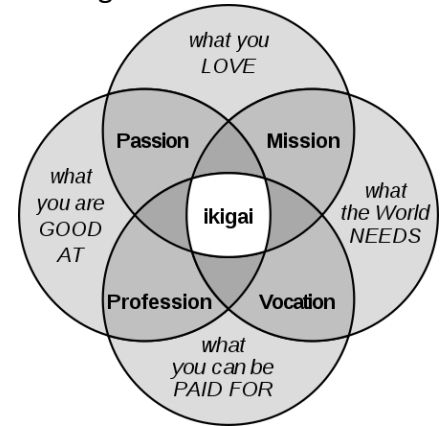 what you
LOVE
Passion
Mission
what
you are
GOOD
AT
ikigai
what
the World
NEEDS
Profession
Vocation
what
you can be
PAID FOR